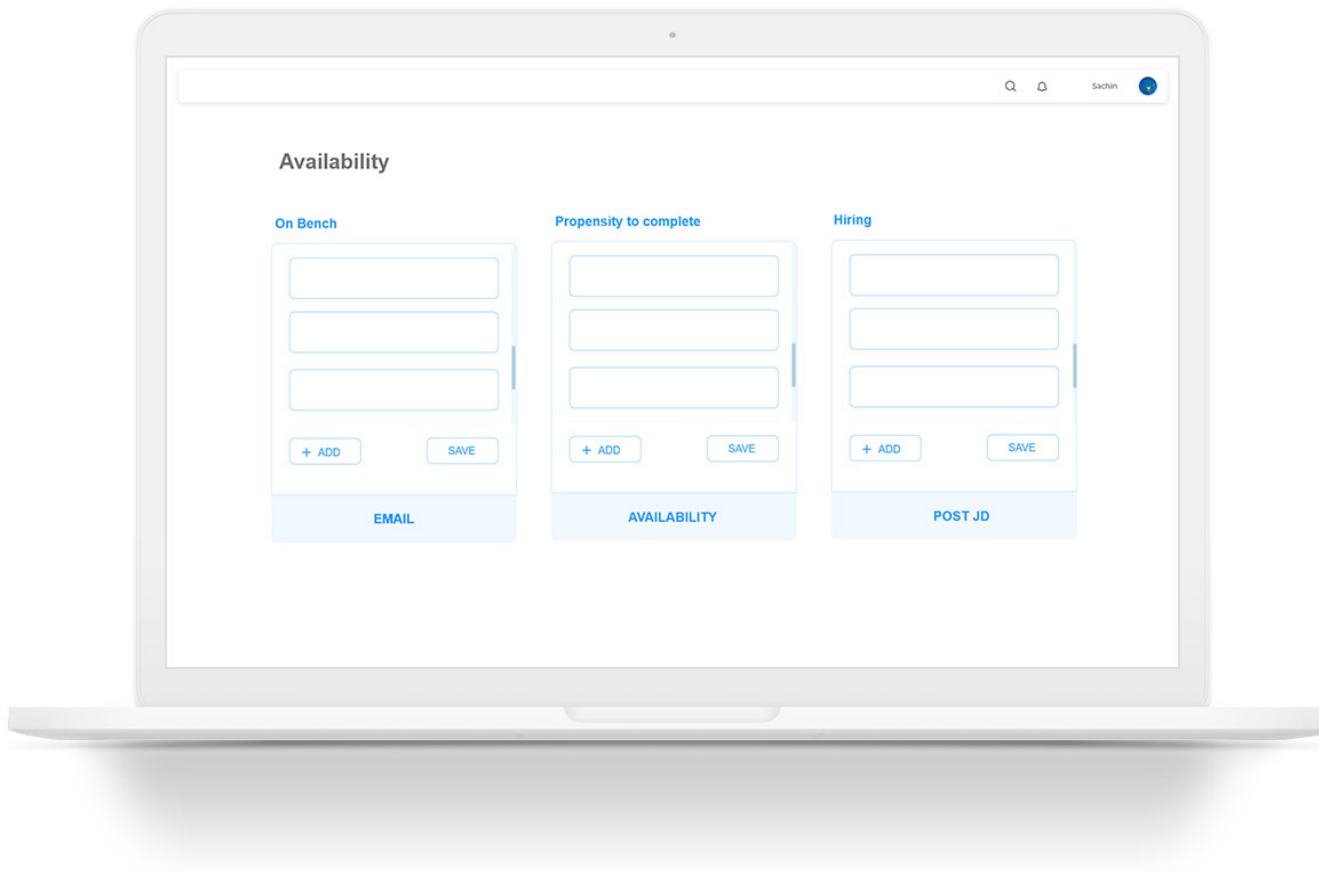 Sachin
Availability
On Bench
Propensity to complete
Hiring
+ ADD
SAVE
+ ADD
SAVE
+ ADD
SAVE
EMAIL
AVAILABILITY
POST JD